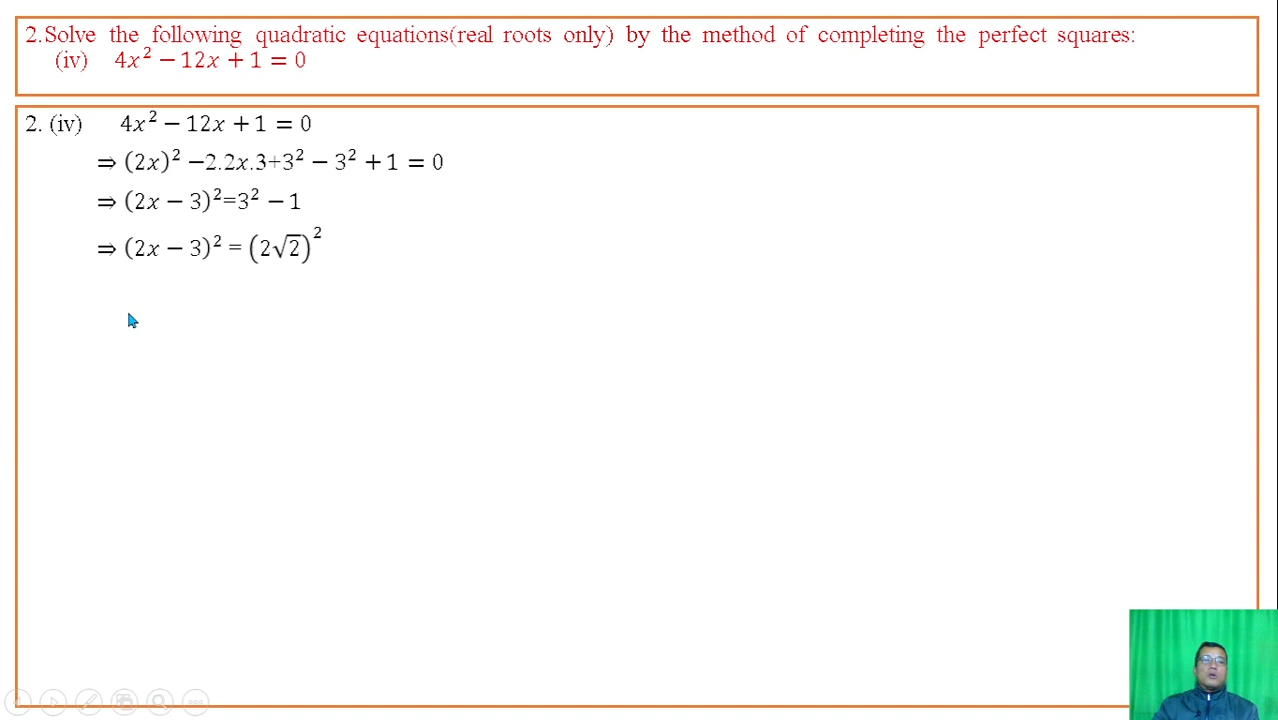 2.Solve the following quadratic equations(real roots only) by the method of completing the perfect squares:
(iv) 4x² − 12x + 1 = 0
2. (iv) 4x² − 12x + 1 = 0
⇒ (2x)² −2.2x.3+3² − 3² + 1 = 0
⇒ (2x − 3)²=3² − 1
⇒ (2x − 3)² = (2√2)²